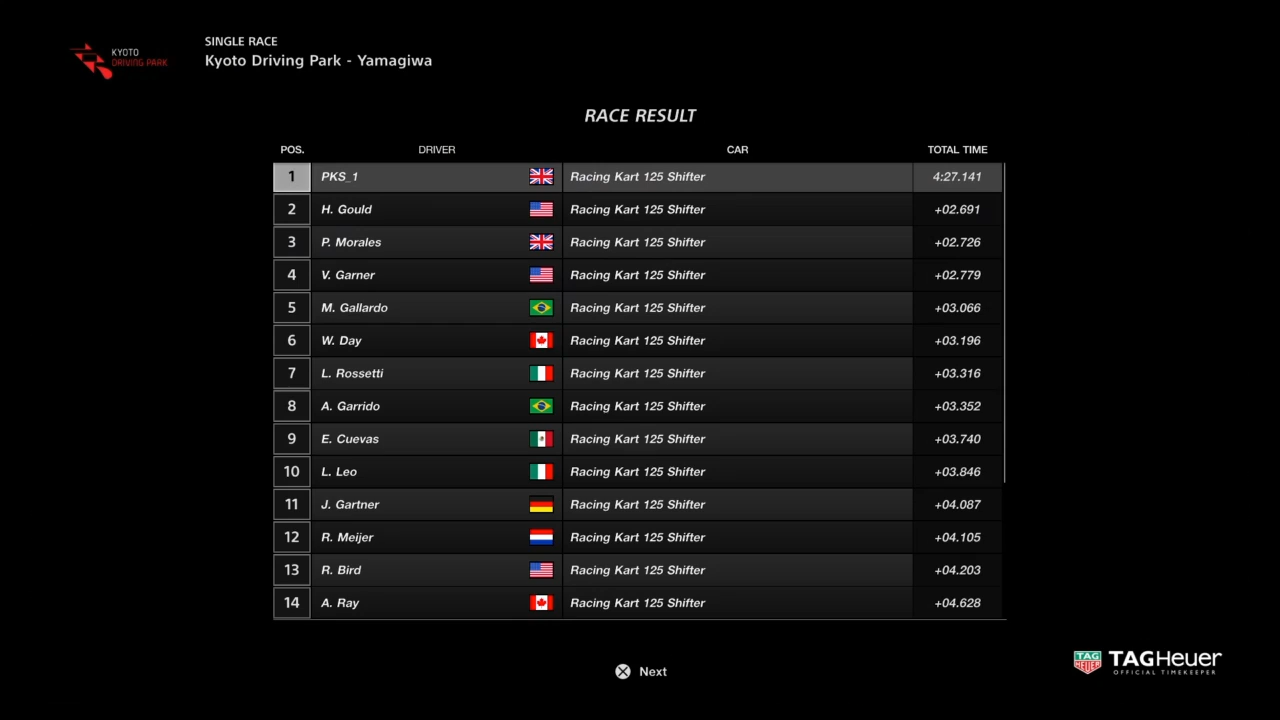 KYOTO
DRIVING PARK
SINGLE RACE
Kyoto Driving Park - Yamagiwa
RACE RESULT
POS. DRIVER CAR TOTAL TIME
1 PKS_1 Racing Kart 125 Shifter 4:27.141
2 H. Gould Racing Kart 125 Shifter +02.691
3 P. Morales Racing Kart 125 Shifter +02.726
4 V. Garner Racing Kart 125 Shifter +02.779
5 M. Gallardo Racing Kart 125 Shifter +03.066
6 W. Day Racing Kart 125 Shifter +03.196
7 L. Rossetti Racing Kart 125 Shifter +03.316
8 A. Garrido Racing Kart 125 Shifter +03.352
9 E. Cuevas Racing Kart 125 Shifter +03.740
10 L. Leo Racing Kart 125 Shifter +03.846
11 J. Gartner Racing Kart 125 Shifter +04.087
12 R. Meijer Racing Kart 125 Shifter +04.105
13 R. Bird Racing Kart 125 Shifter +04.203
14 A. Ray Racing Kart 125 Shifter +04.628
Next
TAG HEUER
TAGHeuer
OFFICIAL TIMEKEEPER